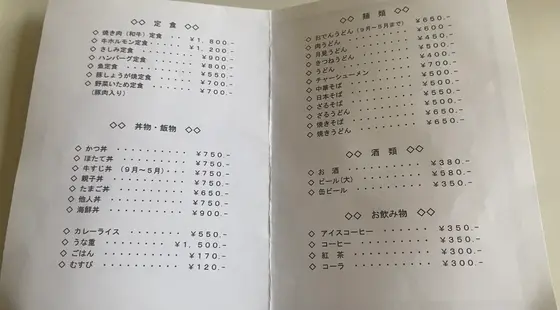 ◇◇ 定食 ◇◇
◇ 焼き肉（和牛）定食 ・・ ¥1,800.-
◇ 牛ホルモン定食 ・・・ ¥1,200.-
◇ さしみ定食 ・・・・・ ¥900.-
◇ ハンバーグ定食 ・・・ ¥900.-
◇ 魚定食 ・・・・・・・ ¥800.-
◇ 豚しょうが焼定食 ・・ ¥550.-
◇ 野菜いため定食 ・・・ ¥700.-
（豚肉入り）
◇◇ 丼物・飯物 ◇◇
◇ かつ丼 ・・・・・・・ ¥750.-
◇ ほたて丼 ・・・・・・ ¥750.-
◇ 牛すじ丼（9月～5月）・・・ ¥750.-
◇ 親子丼 ・・・・・・・ ¥750.-
◇ たまご丼 ・・・・・・ ¥650.-
◇ 他人丼 ・・・・・・・ ¥750.-
◇ 海鮮丼 ・・・・・・・ ¥900.-
◇ カレーライス ・・・・ ¥550.-
◇ うな重 ・・・・・・・ ¥1,500.-
◇ ごはん ・・・・・・・ ¥170.-
◇ むすび ・・・・・・・ ¥120.-
◇◇ 麺類 ◇◇
◇ おでんうどん（9月～5月まで） ¥650.-
◇ 肉うどん ・・・・・・ ¥650.-
◇ 月見うどん ・・・・・ ¥500.-
◇ きつねうどん ・・・・ ¥450.-
◇ うどん ・・・・・・・ ¥400.-
◇ チャーシューメン ・・ ¥600.-
◇ 中華そば ・・・・・・ ¥500.-
◇ 日本そば ・・・・・・ ¥400.-
◇ ざるそば ・・・・・・ ¥500.-
◇ ざるうどん ・・・・・ ¥500.-
◇ 焼きそば ・・・・・・ ¥650.-
◇ 焼きうどん ・・・・・ ¥650.-
◇◇ 酒類 ◇◇
◇ お酒 ・・・・・・・・ ¥380.-
◇ ビール（大） ・・・・ ¥580.-
◇ 缶ビール ・・・・・・ ¥350.-
◇◇ お飲み物 ◇◇
◇ アイスコーヒー ・・・ ¥350.-
◇ コーヒー ・・・・・・ ¥350.-
◇ 紅茶 ・・・・・・・・ ¥300.-
◇ コーラ ・・・・・・・ ¥300.-